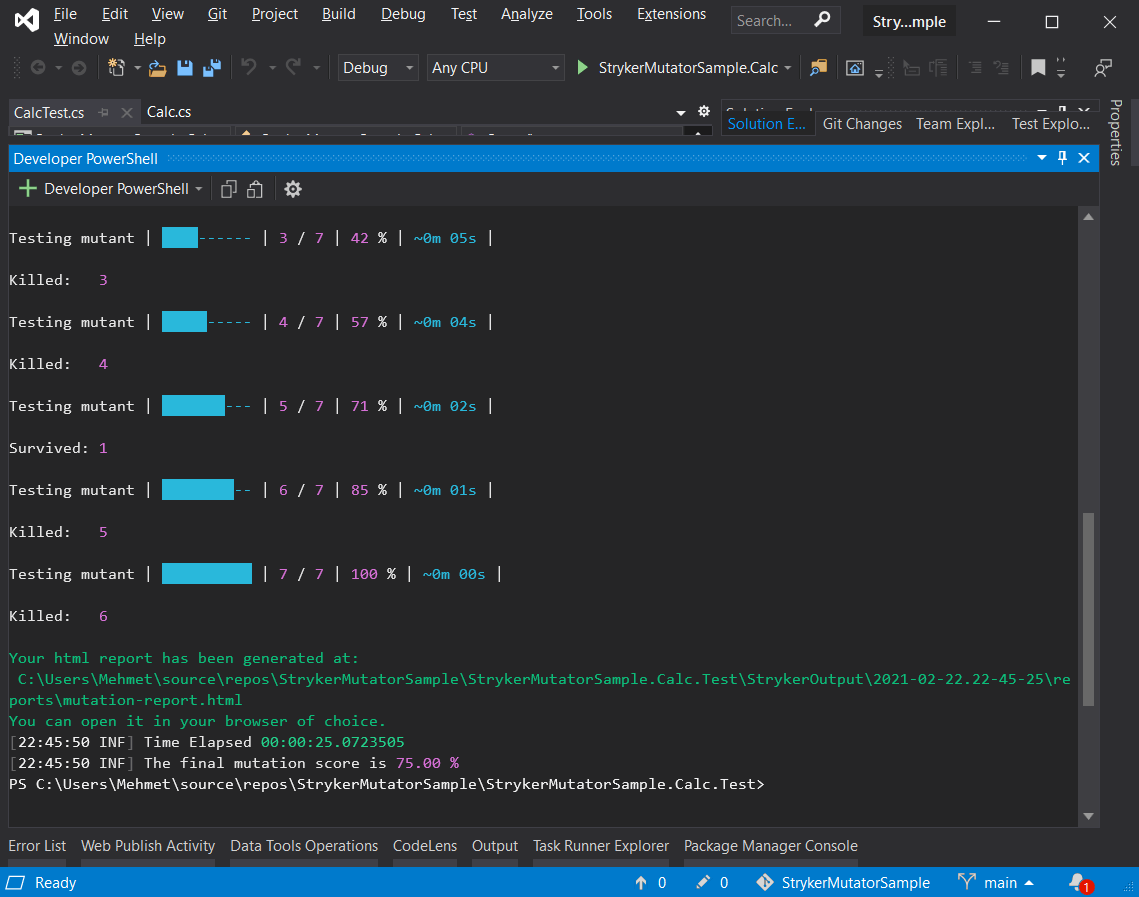 File Edit View Git Project Build Debug Test Analyze Tools Extensions
Window Help
Search...
Stry...mple
Debug Any CPU StrykerMutatorSample.Calc
CalcTest.cs Calc.cs
Solution E... Git Changes Team Expl... Test Explo...
Properties
Developer PowerShell
Developer PowerShell
Testing mutant | ------ | 3 / 7 | 42 % | ~0m 05s |
Killed: 3
Testing mutant | ----- | 4 / 7 | 57 % | ~0m 04s |
Killed: 4
Testing mutant | --- | 5 / 7 | 71 % | ~0m 02s |
Survived: 1
Testing mutant | -- | 6 / 7 | 85 % | ~0m 01s |
Killed: 5
Testing mutant | | 7 / 7 | 100 % | ~0m 00s |
Killed: 6
Your html report has been generated at:
C:\Users\Mehmet\source\repos\StrykerMutatorSample\StrykerMutatorSample.Calc.Test\StrykerOutput\2021-02-22.22-45-25\re
ports\mutation-report.html
You can open it in your browser of choice.
[22:45:50 INF] Time Elapsed 00:00:25.0723505
[22:45:50 INF] The final mutation score is 75.00 %
PS C:\Users\Mehmet\source\repos\StrykerMutatorSample\StrykerMutatorSample.Calc.Test>
Error List Web Publish Activity Data Tools Operations CodeLens Output Task Runner Explorer Package Manager Console
Ready 0 0 StrykerMutatorSample main 1